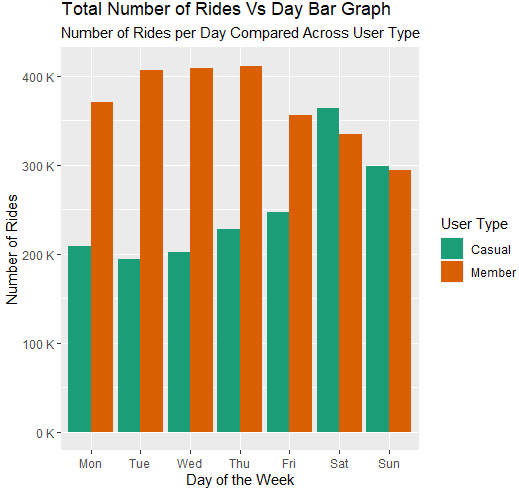 Total Number of Rides Vs Day Bar Graph
Number of Rides per Day Compared Across User Type
Number of Rides
400 K
300 K
200 K
100 K
0 K
Mon Tue Wed Thu Fri Sat Sun
Day of the Week
User Type
Casual
Member